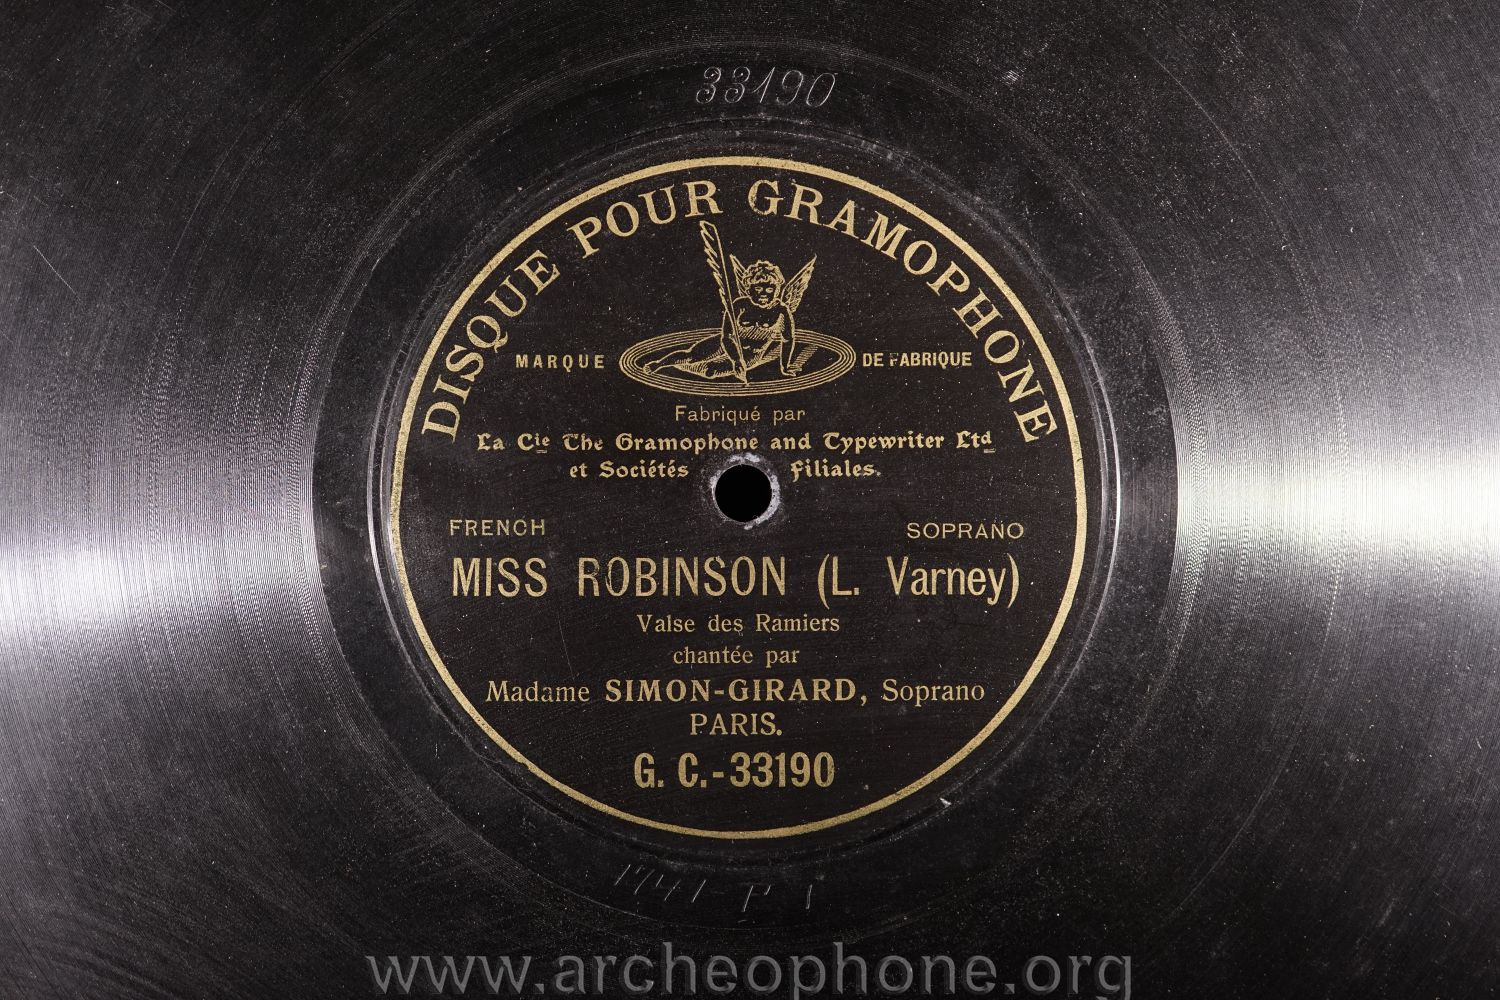 33190
DISQUE POUR GRAMOPHONE
MARQUE DE FABRIQUE
Fabriqué par
La Cie The Gramophone and Typewriter Ltd
et Sociétés Filiales.
FRENCH SOPRANO
MISS ROBINSON (L. Varney)
Valse des Ramiers
chantée par
Madame SIMON-GIRARD, Soprano
PARIS.
G. C.-33190
www.archeophone.org